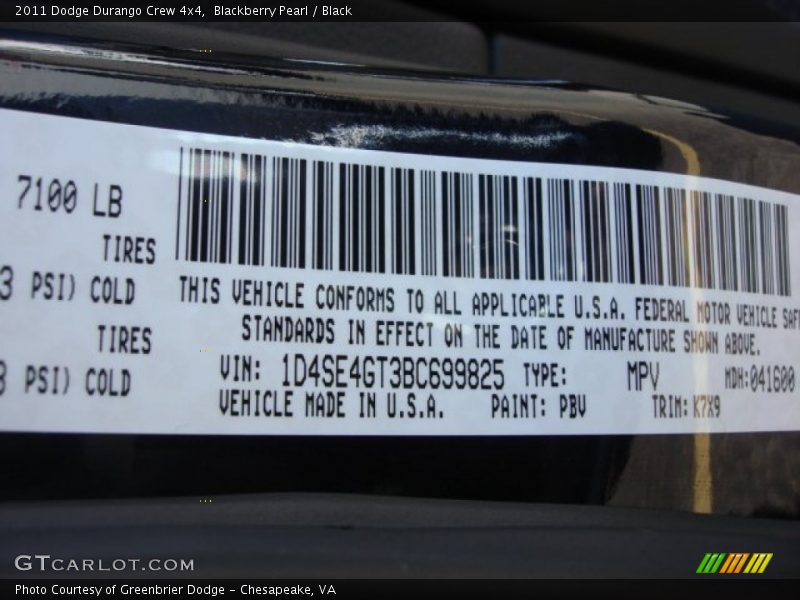 2011 Dodge Durango Crew 4x4, Blackberry Pearl / Black
7100 LB
TIRES
3 PSI) COLD
TIRES
PSI) COLD
THIS VEHICLE CONFORMS TO ALL APPLICABLE U.S.A. FEDERAL MOTOR VEHICLE SAF
STANDARDS IN EFFECT ON THE DATE OF MANUFACTURE SHOWN ABOVE.
VIN: 1D4SE4GT3BC699825 TYPE: MPV MDH:041600
VEHICLE MADE IN U.S.A. PAINT: PBV TRIM: K7X9
GTCARLOT.COM
Photo Courtesy of Greenbrier Dodge – Chesapeake, VA